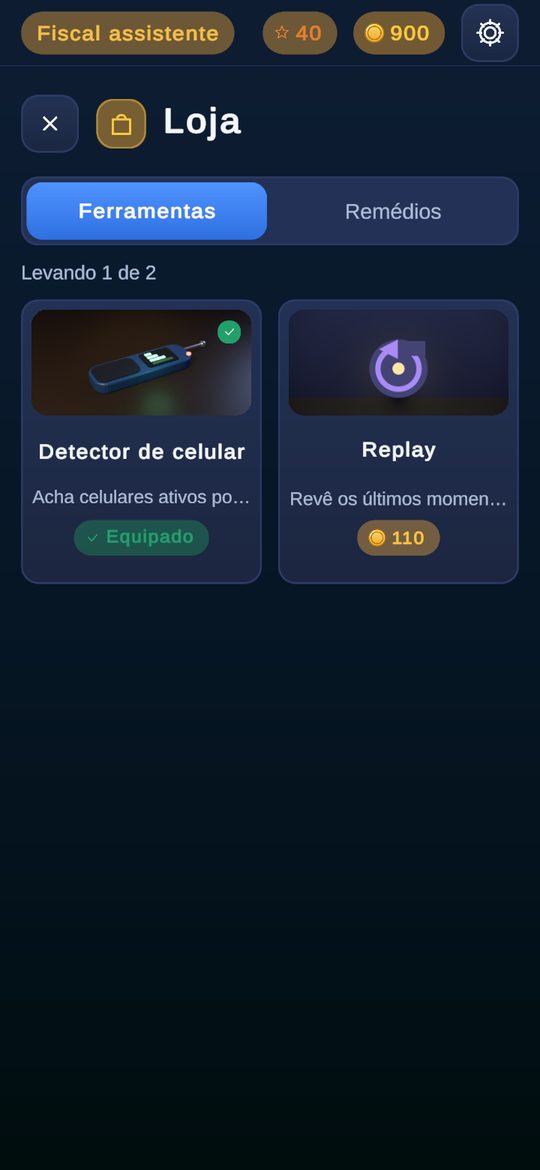 Fiscal assistente
40
900
Loja
Ferramentas
Remédios
Levando 1 de 2
Detector de celular
Acha celulares ativos po…
Equipado
Replay
Revê os últimos momen…
110